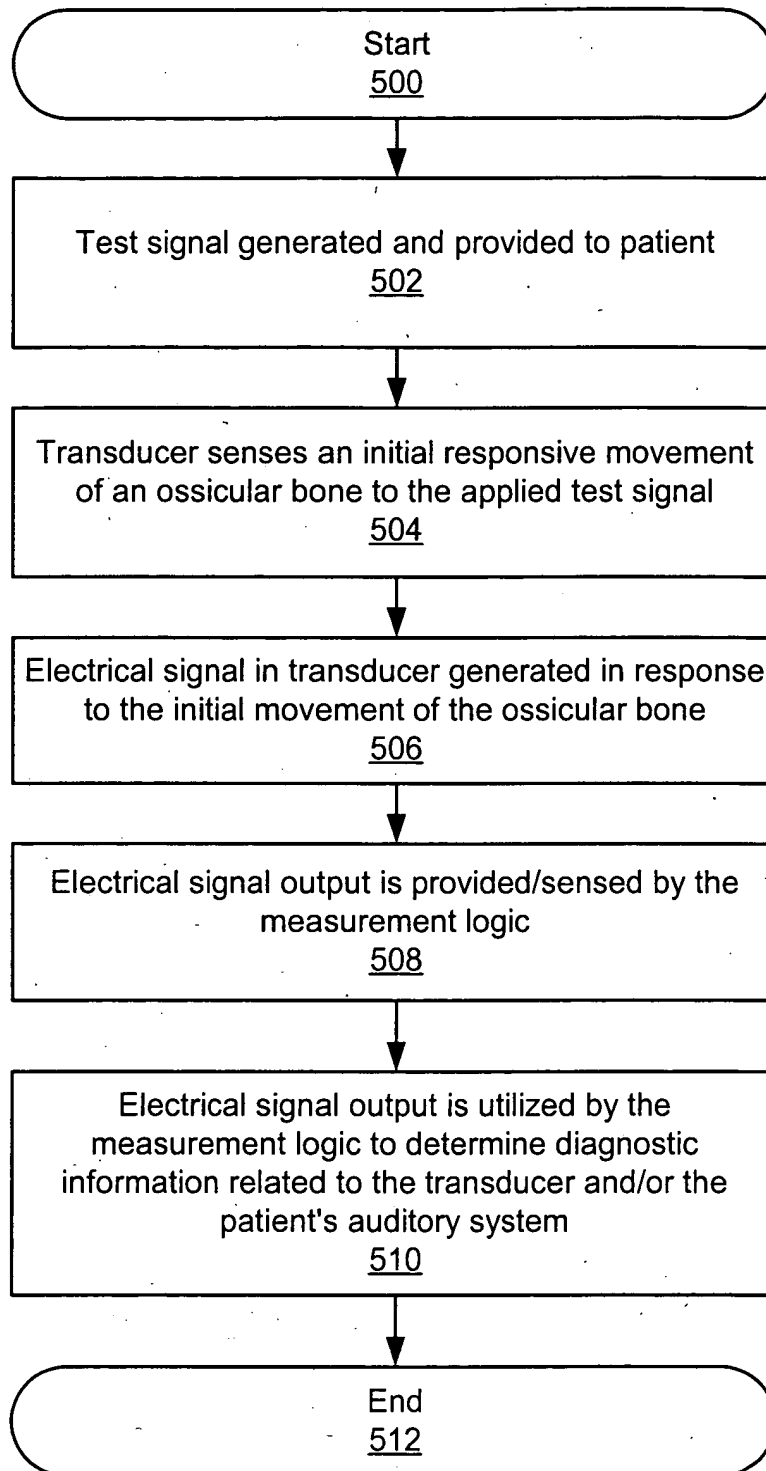 Start
500
Test signal generated and provided to patient
502
Transducer senses an initial responsive movement
of an ossicular bone to the applied test signal
504
Electrical signal in transducer generated in response
to the initial movement of the ossicular bone
506
Electrical signal output is provided/sensed by the
measurement logic
508
Electrical signal output is utilized by the
measurement logic to determine diagnostic
information related to the transducer and/or the
patient's auditory system
510
End
512